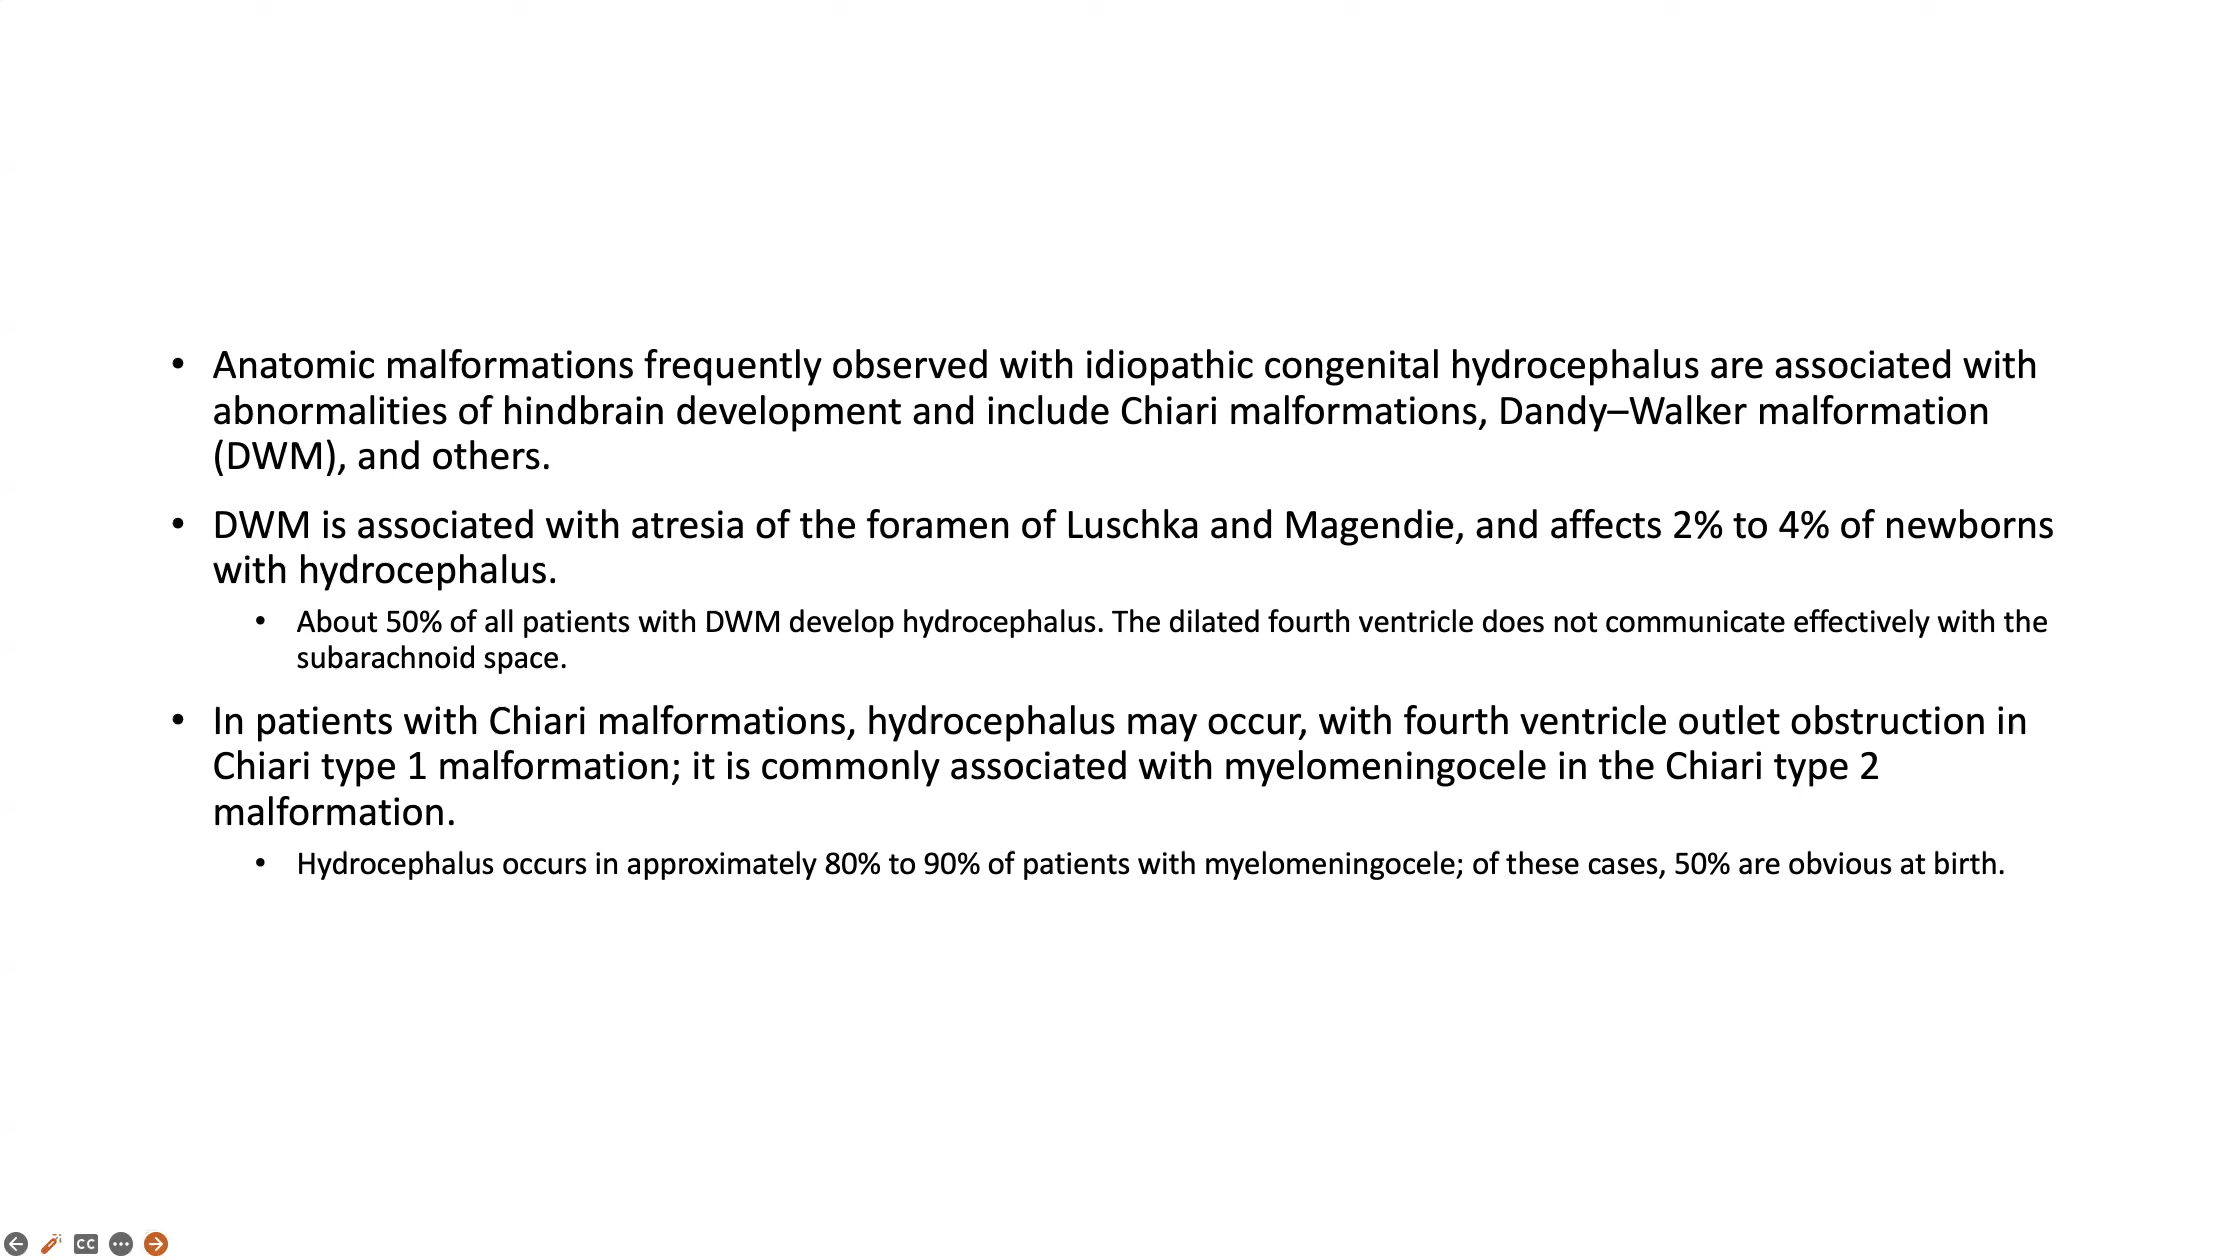 • Anatomic malformations frequently observed with idiopathic congenital hydrocephalus are associated with
abnormalities of hindbrain development and include Chiari malformations, Dandy–Walker malformation
(DWM), and others.
• DWM is associated with atresia of the foramen of Luschka and Magendie, and affects 2% to 4% of newborns
with hydrocephalus.
• About 50% of all patients with DWM develop hydrocephalus. The dilated fourth ventricle does not communicate effectively with the
subarachnoid space.
• In patients with Chiari malformations, hydrocephalus may occur, with fourth ventricle outlet obstruction in
Chiari type 1 malformation; it is commonly associated with myelomeningocele in the Chiari type 2
malformation.
• Hydrocephalus occurs in approximately 80% to 90% of patients with myelomeningocele; of these cases, 50% are obvious at birth.
CC